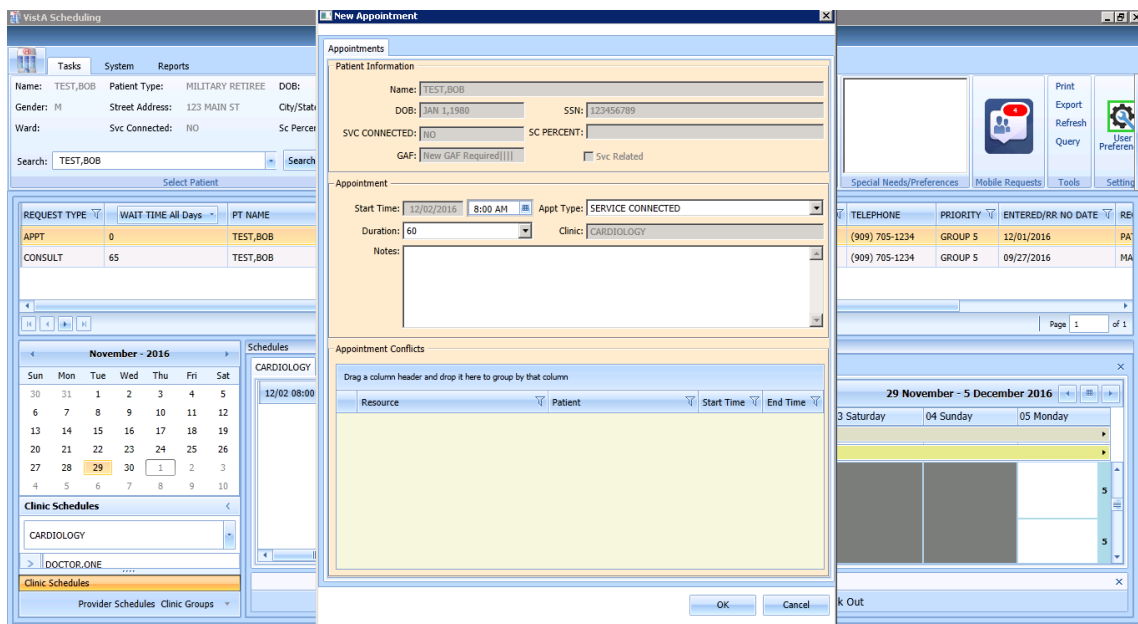 VistA Scheduling
New Appointment
Tasks System Reports
Name: TEST,BOB Patient Type: MILITARY RETIREE DOB:
Gender: M Street Address: 123 MAIN ST City/State
Ward: Svc Connected: NO Sc Percen
Search: TEST,BOB Search
Select Patient
Appointments
Patient Information
Name: TEST,BOB
DOB: JAN 1,1980 SSN: 123456789
SVC CONNECTED: NO SC PERCENT:
GAF: New GAF Required|||| Svc Related
Appointment
Start Time: 12/02/2016 8:00 AM Appt Type: SERVICE CONNECTED
Duration: 60 Clinic: CARDIOLOGY
Notes:
Appointment Conflicts
Drag a column header and drop it here to group by that column
Resource Patient Start Time End Time
OK Cancel
4
Print
Export
Refresh
Query
User
Preferen
Special Needs/Preferences Mobile Requests Tools Setting
REQUEST TYPE WAIT TIME All Days PT NAME TELEPHONE PRIORITY ENTERED/RR NO DATE RE
APPT 0 TEST,BOB (909) 705-1234 GROUP 5 12/01/2016 PA
CONSULT 65 TEST,BOB (909) 705-1234 GROUP 5 09/27/2016 MA
Page 1 of 1
November - 2016
Sun Mon Tue Wed Thu Fri Sat
30 31 1 2 3 4 5
6 7 8 9 10 11 12
13 14 15 16 17 18 19
20 21 22 23 24 25 26
27 28 29 30 1 2 3
4 5 6 7 8 9 10
Clinic Schedules
CARDIOLOGY
DOCTOR,ONE
Clinic Schedules
Provider Schedules Clinic Groups
Schedules
CARDIOLOGY
12/02 08:00
29 November - 5 December 2016
3 Saturday 04 Sunday 05 Monday
5
5
k Out